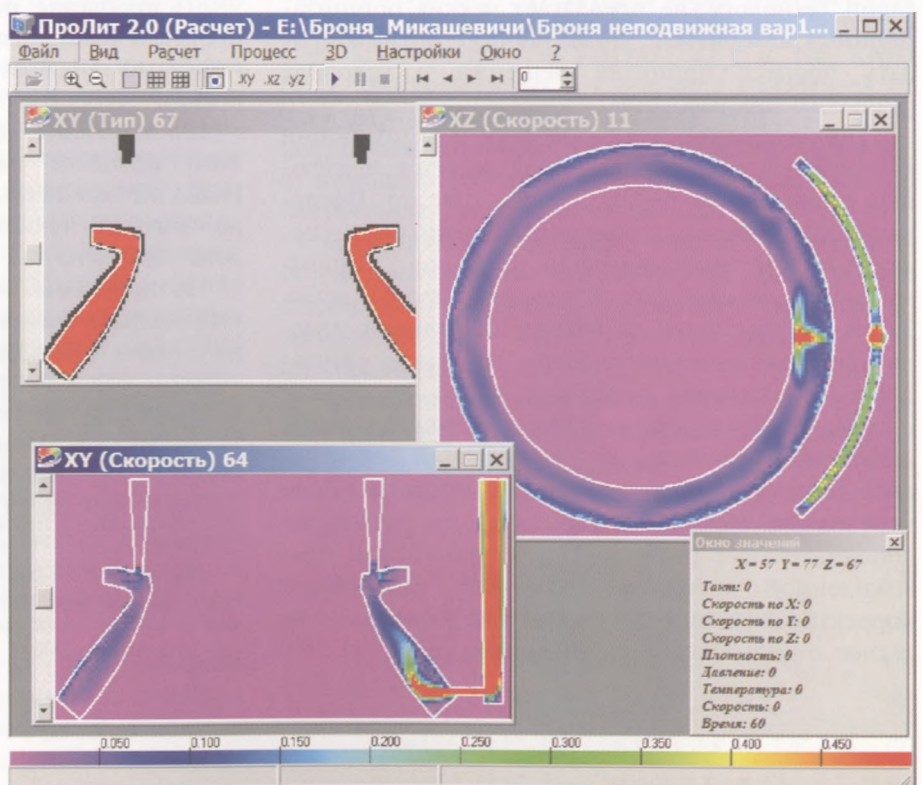 ПроЛит 2.0 (Расчет) - E:\Броня_Микашевичи\Броня неподвижная вар1...
Файл Вид Расчет Процесс 3D Настройки Окно ?
.xy .xz .yz 0
XY (Тип) 67
XZ (Скорость) 11
XY (Скорость) 64
Окно значений
X = 57 Y = 77 Z = 67
Такт: 0
Скорость по X: 0
Скорость по Y: 0
Скорость по Z: 0
Плотность: 0
Давление: 0
Температура: 0
Скорость: 0
Время: 60
0.050 0.100 0.150 0.200 0.250 0.300 0.350 0.400 0.450